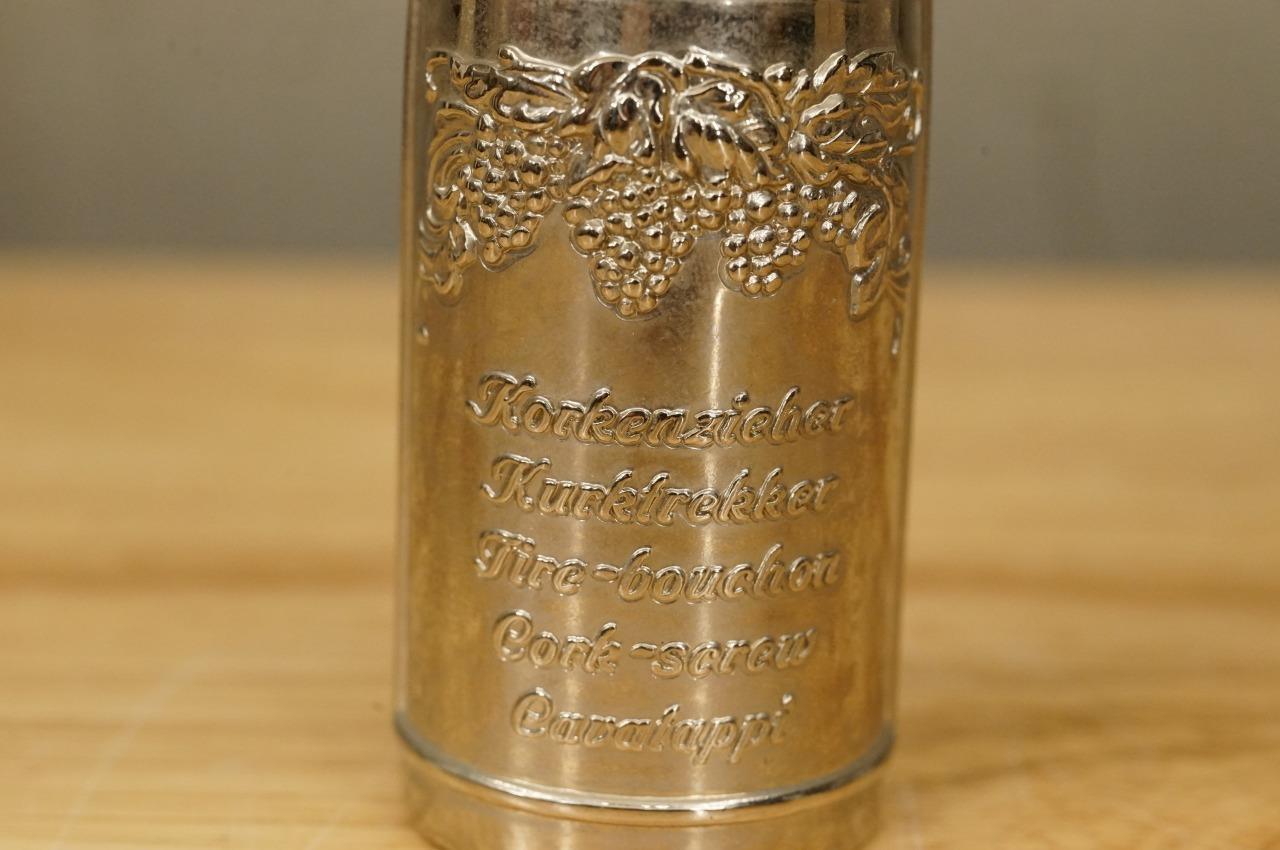 Korkenzieher
Kurktrekker
Tire-bouchon
Cork-screw
Cavatappi